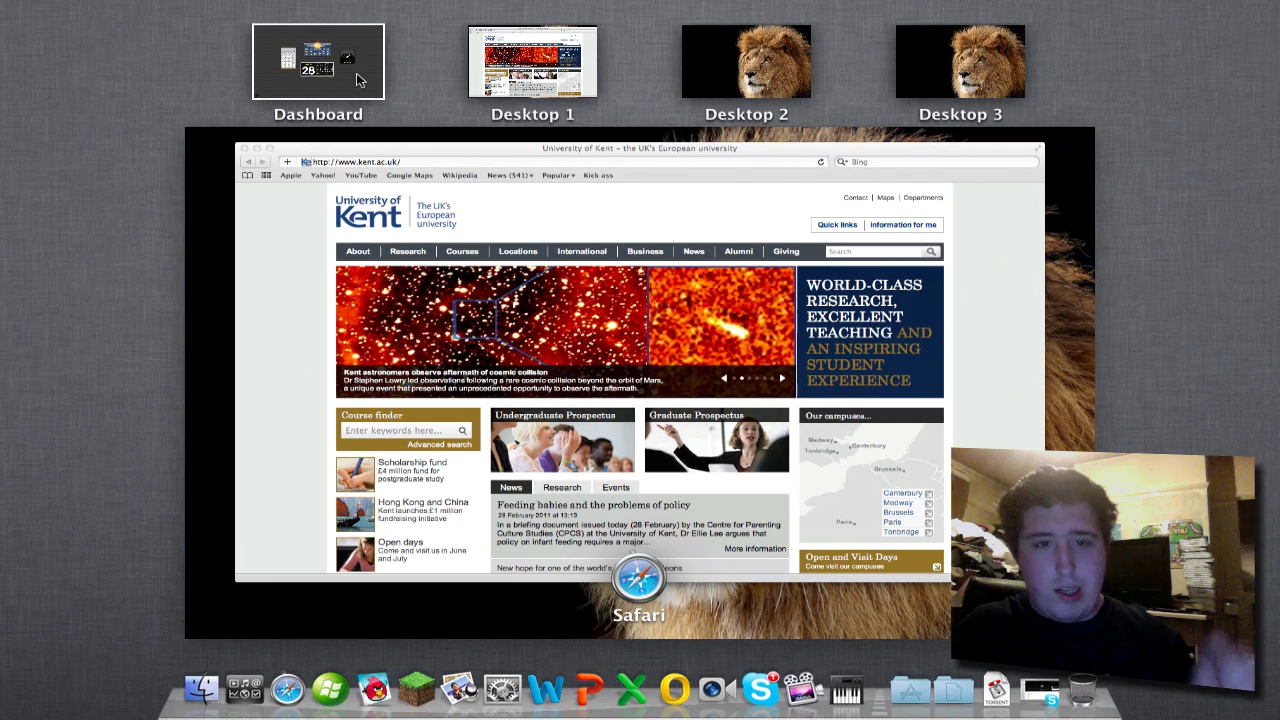 28
Dashboard
Desktop 1
Desktop 2
Desktop 3
University of Kent – the UK's European university
http://www.kent.ac.uk/
Bing
Apple Yahoo! YouTube Google Maps Wikipedia News (541) Popular Kick ass
University of
Kent
The UK's
European
university
Contact | Maps | Departments
Quick links Information for me
About Research Courses Locations International Business News Alumni Giving
Search
WORLD-CLASS
RESEARCH,
EXCELLENT
TEACHING AND
AN INSPIRING
STUDENT
EXPERIENCE
Kent astronomers observe aftermath of cosmic collision
Dr Stephen Lowry led observations following a rare cosmic collision beyond the orbit of Mars,
a unique event that presented an unprecedented opportunity to observe the aftermath.
Course finder
Enter keywords here...
Advanced search
Scholarship fund
£4 million fund for
postgraduate study
Hong Kong and China
Kent launches £1 million
fundraising initiative
Open days
Come and visit us in June
and July
Undergraduate Prospectus
Graduate Prospectus
News Research Events
Feeding babies and the problems of policy
28 February 2011 at 13:13
In a briefing document issued today (28 February) by the Centre for Parenting
Culture Studies (CPCS) at the University of Kent, Dr Ellie Lee argues that
policy on infant feeding requires a major...
More information
New hope for one of the world's
Our campuses...
Medway
Tonbridge
Canterbury
Brussels
Paris
Canterbury
Medway
Brussels
Paris
Tonbridge
Open and Visit Days
Come visit our campuses
Safari
1
TORRENT